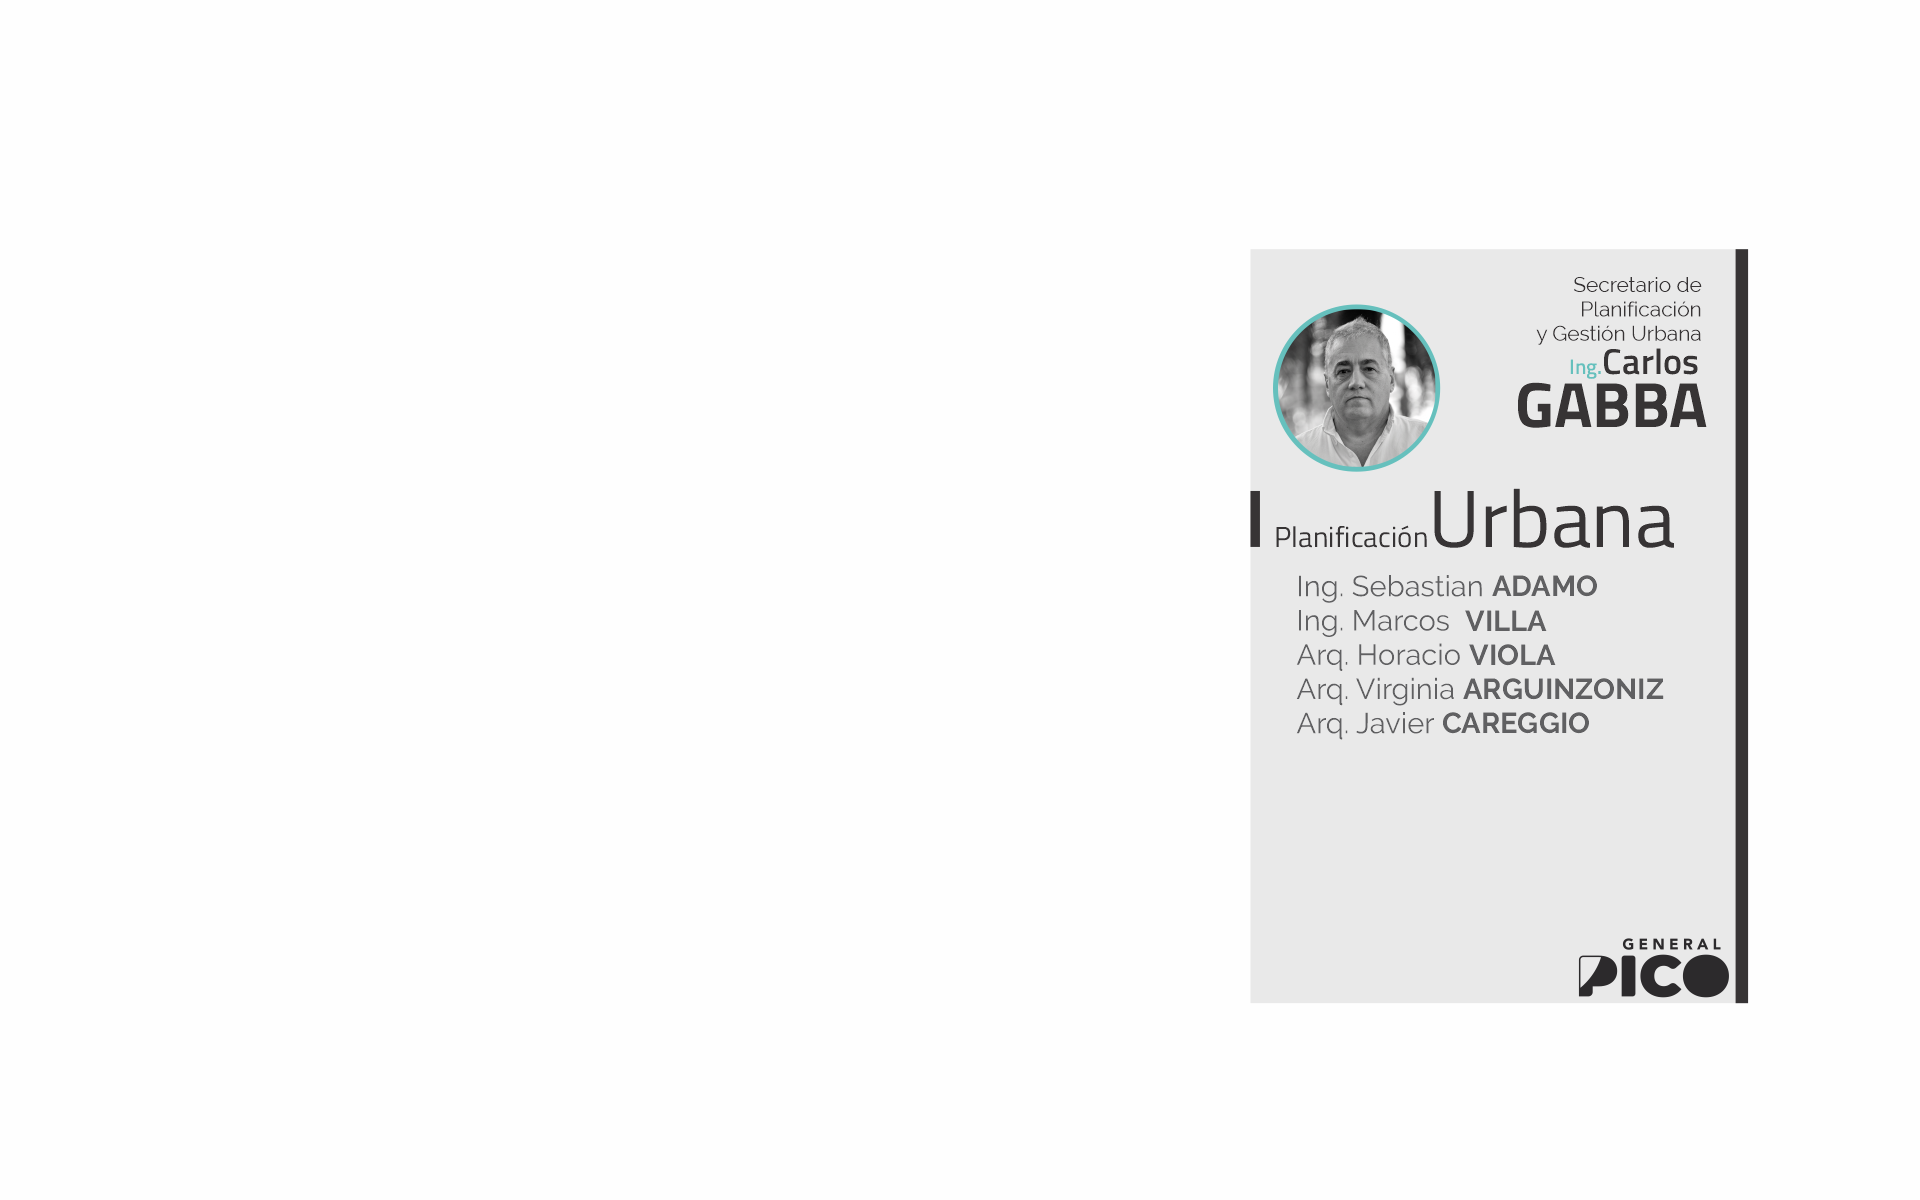 Secretario de
Planificación
y Gestión Urbana
Ing. Carlos
GABBA
Planificación Urbana
Ing. Sebastian ADAMO
Ing. Marcos VILLA
Arq. Horacio VIOLA
Arq. Virginia ARGUINZONIZ
Arq. Javier CAREGGIO
GENERAL
PICO